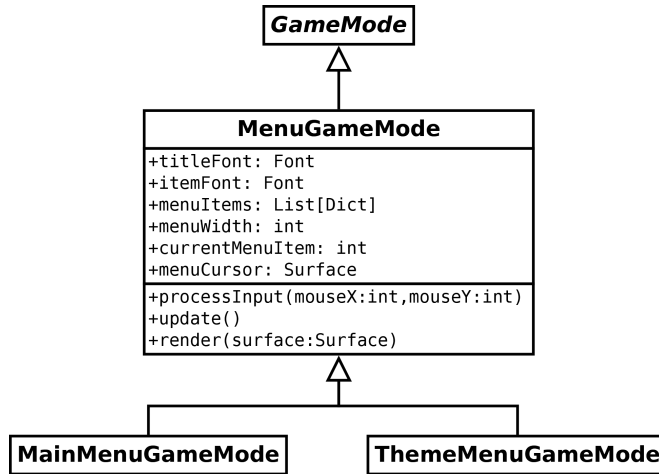 GameMode
MenuGameMode
+titleFont: Font
+itemFont: Font
+menuItems: List[Dict]
+menuWidth: int
+currentMenuItem: int
+menuCursor: Surface
+processInput(mouseX:int,mouseY:int)
+update()
+render(surface:Surface)
MainMenuGameMode ThemeMenuGameMode